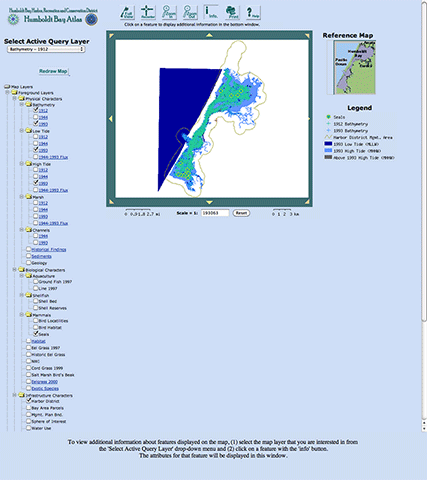 Humboldt Bay Harbor, Recreation and Conservation District
Humboldt Bay Atlas
Full View
Zoom In
Zoom Out
Info.
Print
Help
Click on a feature to display additional information in the bottom window.
Select Active Query Layer
Bathymetry - 1912
Redraw Map
Map Layers
Foreground Layers
Physical Characters
Bathymetry
1912
1944
1993
Low Tide
1912
1944
1993
1944-1993 Flux
High Tide
1944
1993
1944-1993 Flux
Marsh
1944
1993
1944-1993 Flux
Channels
1944
1993
Historical Findings
Sediments
Geology
Biological Characters
Aquaculture
Ground Fish 1997
Line 1997
Shellfish
Shell Bed
Shell Reserves
Mammals
Bird Locatlities
Bird Habitat
Seals
Habitat
Eel Grass 1997
Historic Eel Grass
NWI
Cord Grass 1999
Salt Marsh Bird's Beak
Eelgrass 2000
Exotic Species
Infrastructure Characters
Harbor District
Bay Area Parcels
Mgmt. Plan Bnd.
Sphere of Interest
Water Use
0 0.9 1.8 2.7 mi
Scale = 1: 193063
Reset
0 1 2 3 km
Reference Map
Humboldt Bay
Pacific Ocean
Legend
Seals
1912 Bathymetry
1993 Bathymetry
Harbor District Mgmt. Area
1993 Low Tide (MLLW)
1993 High Tide (MHHW)
1993 High Tide (MHHW)
To view additional information about features displayed on the map, (1) select the map layer that you are interested in from
the 'Select Active Query Layer' drop-down menu and (2) click on a feature with the 'info' button.
The attributes for that feature will be displayed in this window.